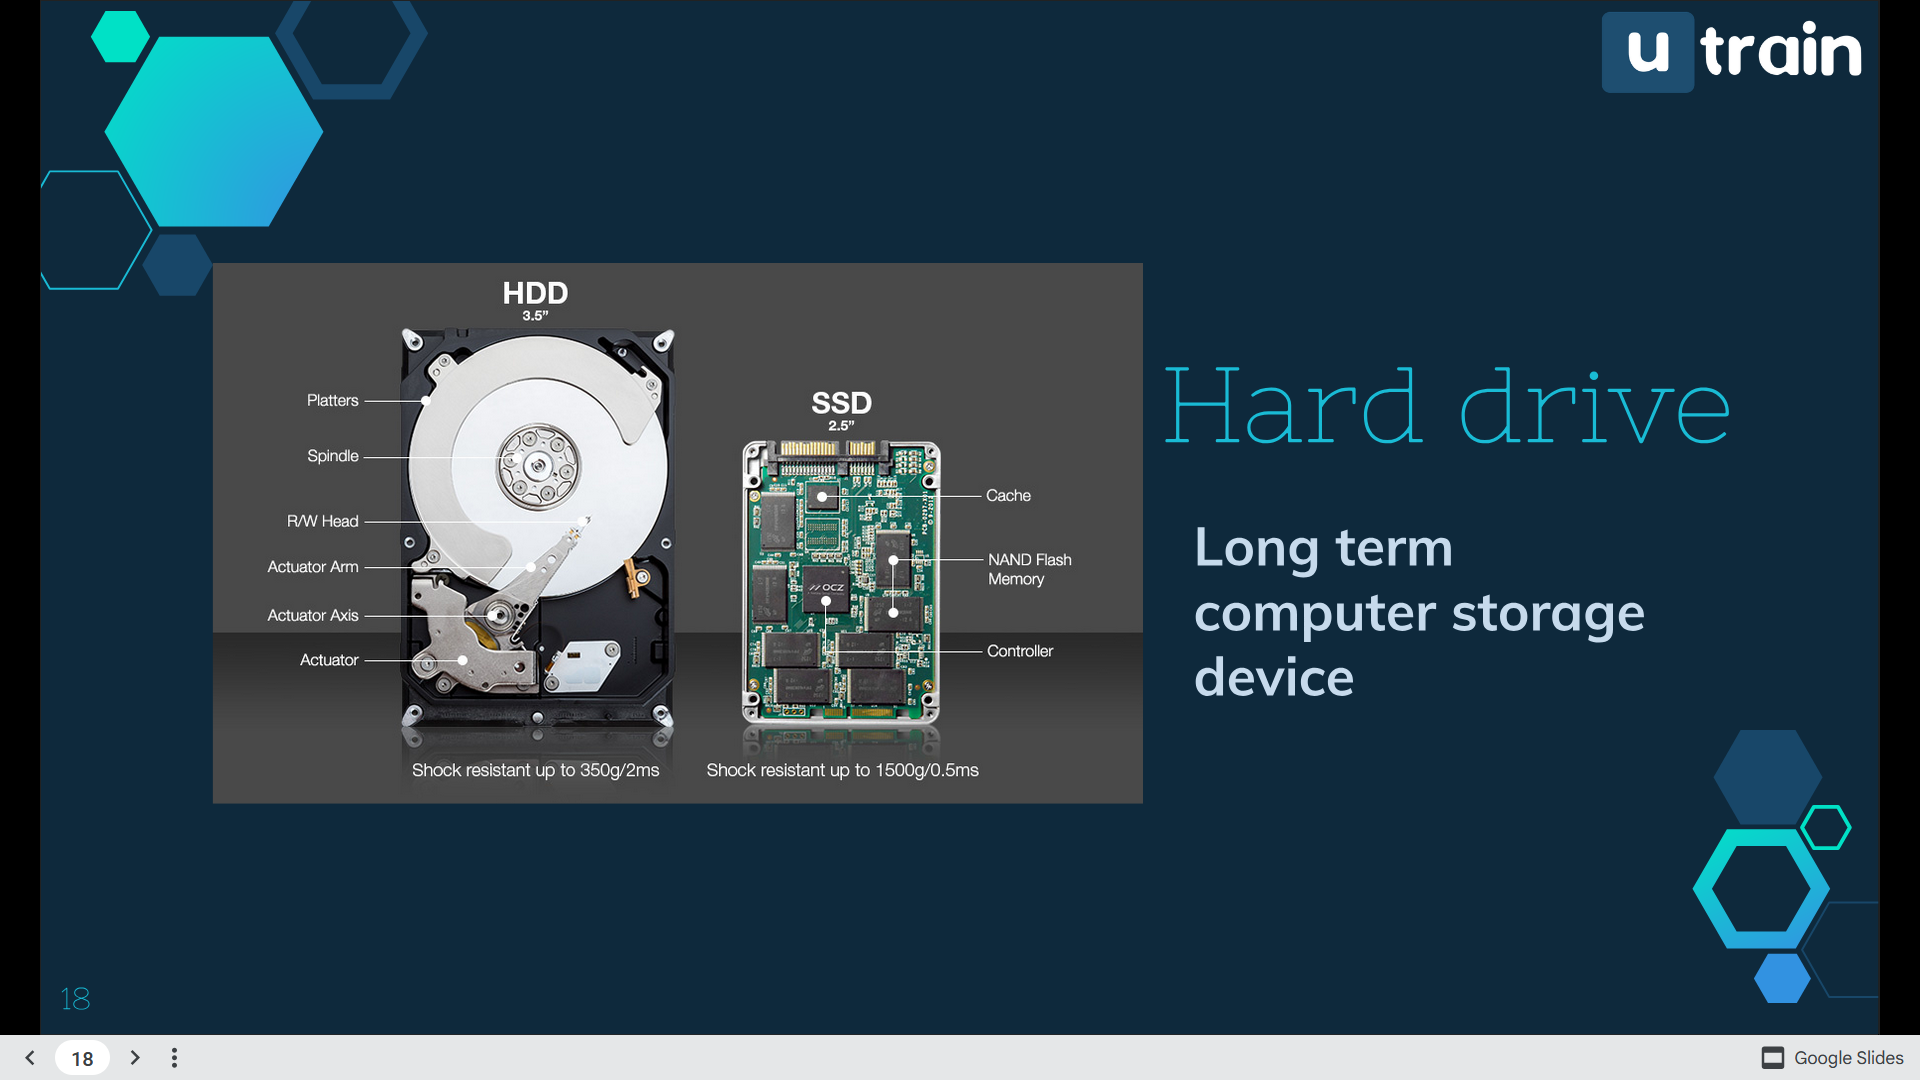 u train
HDD
3.5”
Platters
Spindle
R/W Head
Actuator Arm
Actuator Axis
Actuator
Shock resistant up to 350g/2ms
SSD
2.5”
Cache
NAND Flash
Memory
Controller
OCZ
Shock resistant up to 1500g/0.5ms
Hard drive
Long term
computer storage
device
18
18
Google Slides